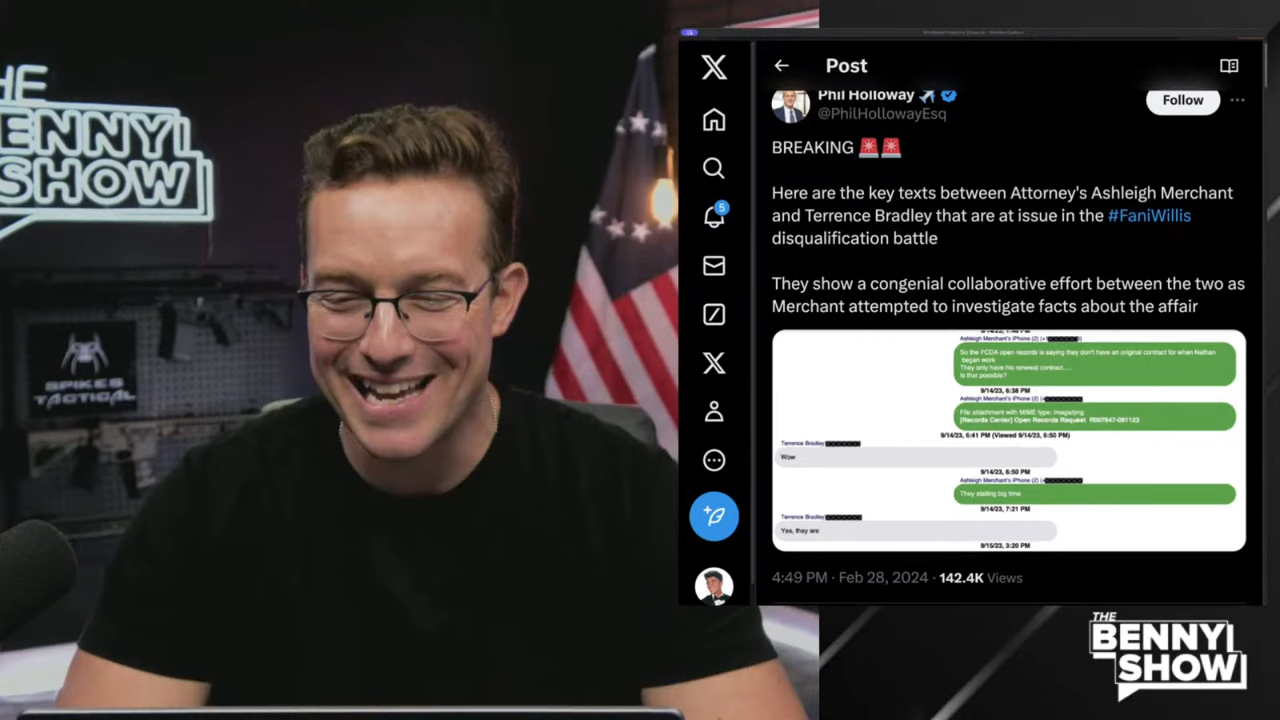 THE
BENNY
SHOW
SPIKES
TACTICAL
Post
Phil Holloway
@PhilHollowayEsq
Follow
BREAKING
Here are the key texts between Attorney's Ashleigh Merchant
and Terrence Bradley that are at issue in the #FaniWillis
disqualification battle
They show a congenial collaborative effort between the two as
Merchant attempted to investigate facts about the affair
Ashleigh Merchant's iPhone (2)
So the FCDA open records is saying they don't have an original contract for when Nathan
began work
They only have his renewal contract....
Is that possible?
9/14/23, 6:38 PM
Ashleigh Merchant's iPhone (2)
File attachment with MIME type: image/png
[Records Center] Open Records Request R007647-091123
9/14/23, 6:41 PM (Viewed 9/14/23, 6:50 PM)
Terrence Bradley
Wow
9/14/23, 6:50 PM
Ashleigh Merchant's iPhone (2)
They stalling big time
9/14/23, 7:21 PM
Terrence Bradley
Yes, they are
9/15/23, 3:20 PM
4:49 PM · Feb 28, 2024 · 142.4K Views
5
THE
BENNY
SHOW